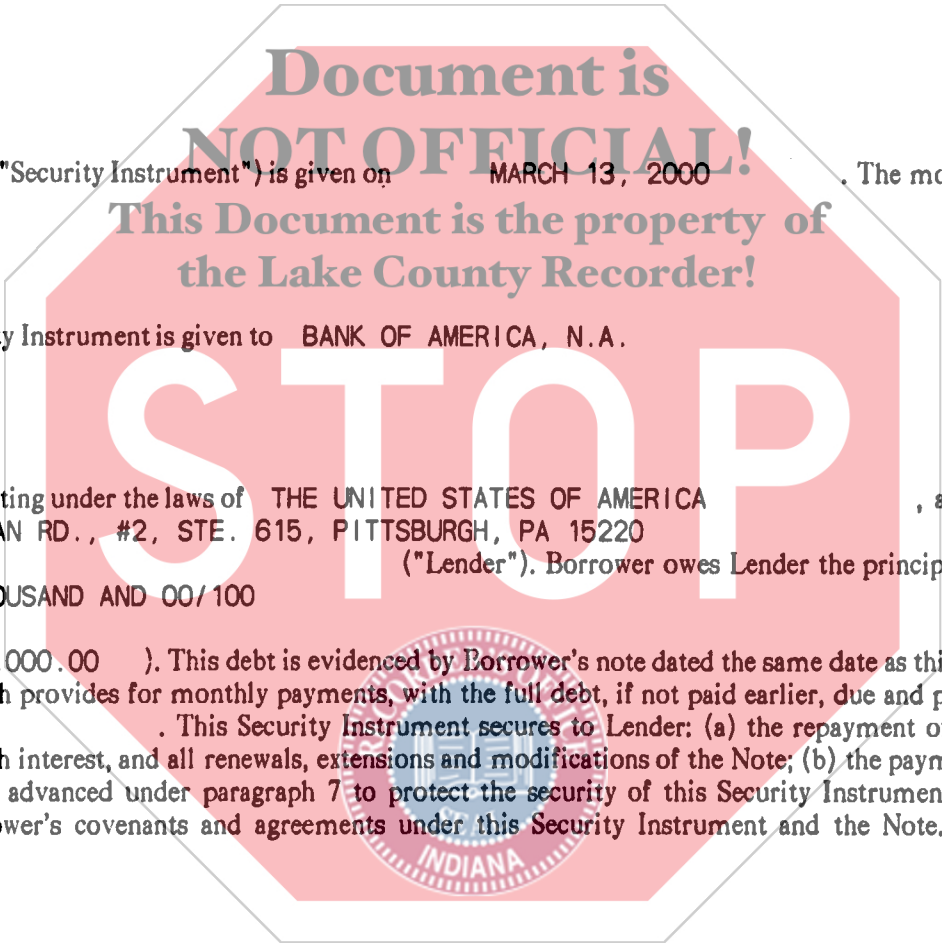 Document is
NOT OFFICIAL!
"Security Instrument") is given on MARCH 13, 2000 . The mo
This Document is the property of
the Lake County Recorder!
y Instrument is given to BANK OF AMERICA, N.A.
STOP
ting under the laws of THE UNITED STATES OF AMERICA , a
AN RD., #2, STE. 615, PITTSBURGH, PA 15220
("Lender"). Borrower owes Lender the princip
OUSAND AND 00/100
000.00 ). This debt is evidenced by Borrower's note dated the same date as thi
h provides for monthly payments, with the full debt, if not paid earlier, due and p
. This Security Instrument secures to Lender: (a) the repayment o
h interest, and all renewals, extensions and modifications of the Note; (b) the paym
advanced under paragraph 7 to protect the security of this Security Instrumen
wer's covenants and agreements under this Security Instrument and the Note.
SEAL
INDIANA